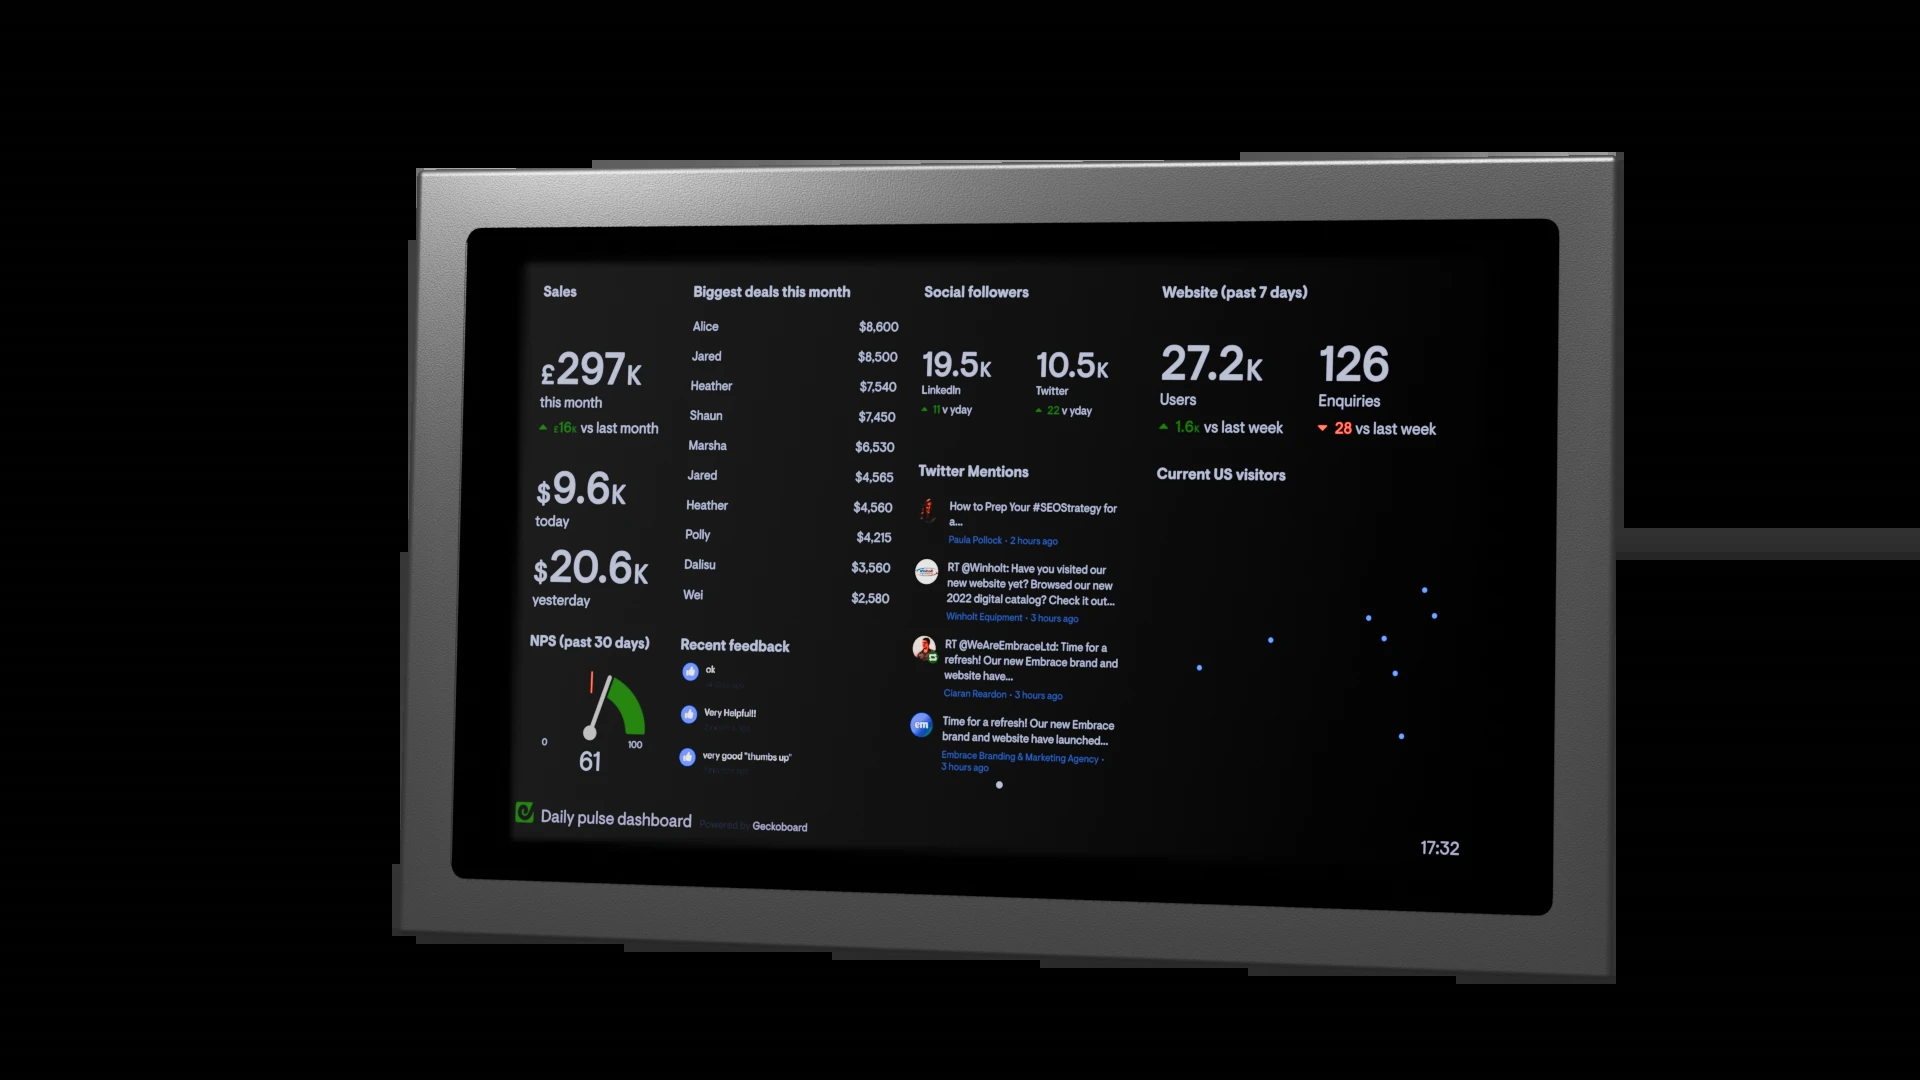 Sales
£297K
this month
£16K vs last month
$9.6K
today
$20.6K
yesterday
NPS (past 30 days)
0
100
61
Biggest deals this month
Alice $8,600
Jared $8,500
Heather $7,540
Shaun $7,450
Marsha $6,530
Jared $4,565
Heather $4,560
Polly $4,215
Dalisu $3,560
Wei $2,580
Recent feedback
ok
Very Helpful!!
very good "thumbs up"
Social followers
19.5K
LinkedIn
11 v yday
10.5K
Twitter
22 v yday
Twitter Mentions
How to Prep Your #SEOStrategy for
a...
Paula Pollock · 2 hours ago
RT @Winholt: Have you visited our
new website yet? Browsed our new
2022 digital catalog? Check it out...
Winholt Equipment · 3 hours ago
RT @WeAreEmbraceLtd: Time for a
refresh! Our new Embrace brand and
website have...
Ciaran Reardon · 3 hours ago
em
Time for a refresh! Our new Embrace
brand and website have launched...
Embrace Branding & Marketing Agency ·
3 hours ago
Website (past 7 days)
27.2K
Users
1.6K vs last week
126
Enquiries
28 vs last week
Current US visitors
Daily pulse dashboard
Powered by Geckoboard
17:32